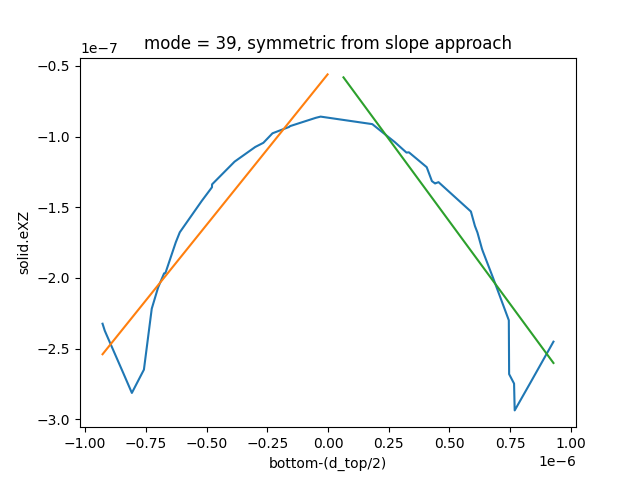 mode = 39, symmetric from slope approach
1e−7
−0.5
−1.0
−1.5
−2.0
−2.5
−3.0
solid.eXZ
−1.00 −0.75 −0.50 −0.25 0.00 0.25 0.50 0.75 1.00
bottom-(d_top/2)
1e−6